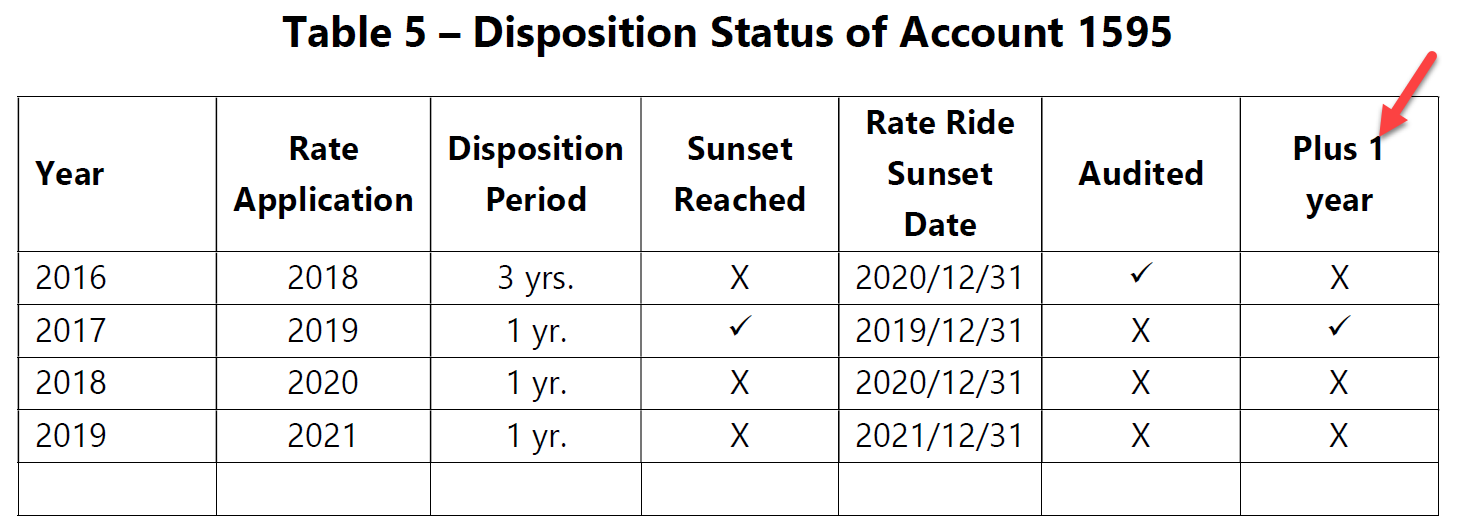 Table 5 – Disposition Status of Account 1595
Year
Rate
Application
Disposition
Period
Sunset
Reached
Rate Ride
Sunset
Date
Audited
Plus 1
year
2016 2018 3 yrs. X 2020/12/31 ✓ X
2017 2019 1 yr. ✓ 2019/12/31 X ✓
2018 2020 1 yr. X 2020/12/31 X X
2019 2021 1 yr. X 2021/12/31 X X